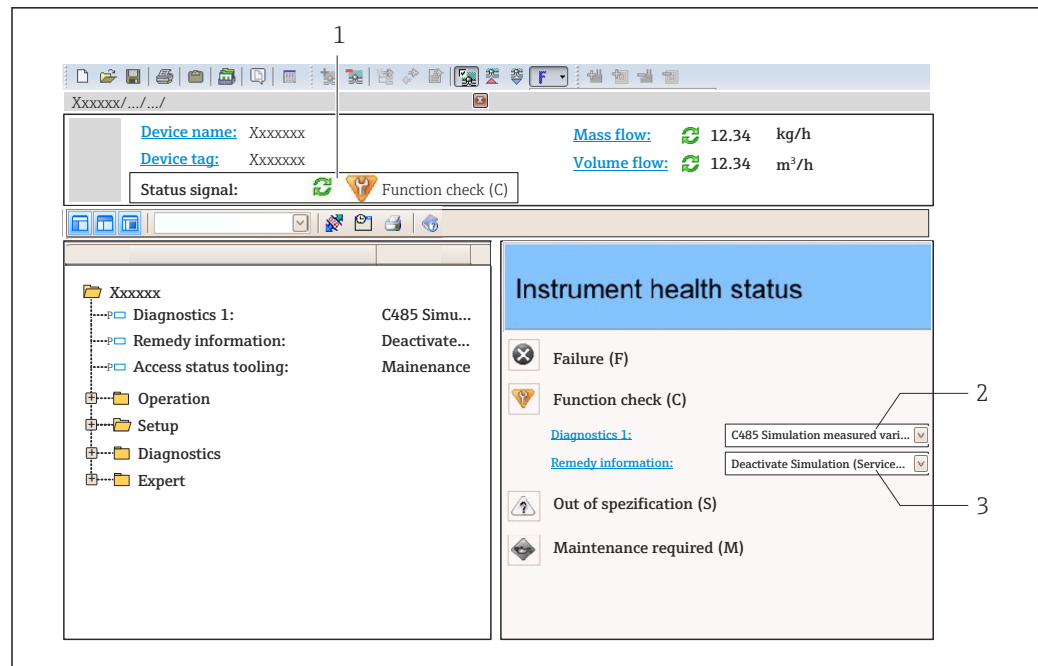 1
F
Xxxxxx/.../.../
Device name: Xxxxxxx
Mass flow: 12.34 kg/h
Device tag: Xxxxxxx
Volume flow: 12.34 m³/h
Status signal: Function check (C)
Xxxxxx
Diagnostics 1: C485 Simu...
Remedy information: Deactivate...
Access status tooling: Mainenance
Operation
Setup
Diagnostics
Expert
Instrument health status
Failure (F)
Function check (C)
2
Diagnostics 1: C485 Simulation measured vari...
Remedy information: Deactivate Simulation (Service...
Out of spezification (S)
3
Maintenance required (M)